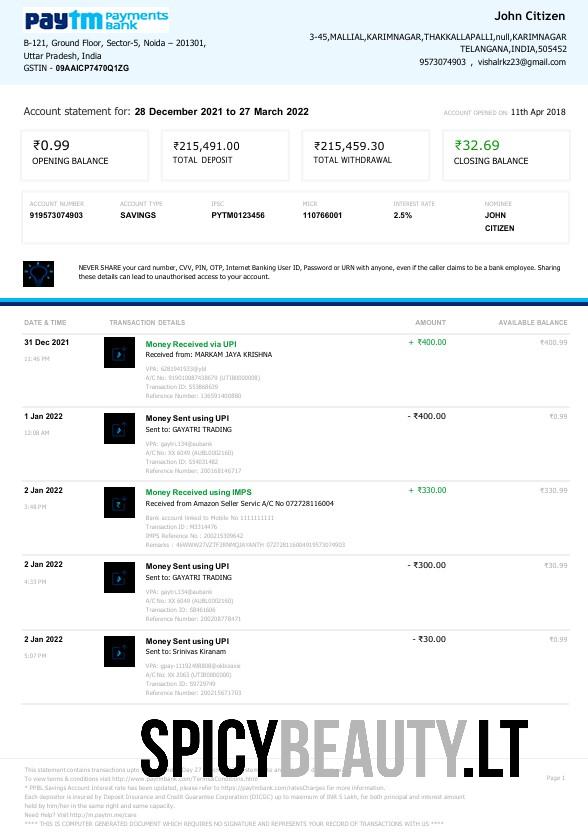 Paytm Payments Bank
John Citizen
B-121, Ground Floor, Sector-5, Noida – 201301,
Uttar Pradesh, India
GSTIN - 09AAICP7470Q1ZG
3-45,MALLIAL,KARIMNAGAR,THAKKALLAPALLI,null,KARIMNAGAR
TELANGANA,INDIA,505452
9573074903 , vishalrkz23@gmail.com
Account statement for: 28 December 2021 to 27 March 2022
ACCOUNT OPENED ON 11th Apr 2018
₹0.99
OPENING BALANCE
₹215,491.00
TOTAL DEPOSIT
₹215,459.30
TOTAL WITHDRAWAL
₹32.69
CLOSING BALANCE
ACCOUNT NUMBER ACCOUNT TYPE IFSC MICR INTEREST RATE NOMINEE
919573074903 SAVINGS PYTM0123456 110766001 2.5% JOHN
CITIZEN
NEVER SHARE your card number, CVV, PIN, OTP, Internet Banking User ID, Password or URN with anyone, even if the caller claims to be a bank employee. Sharing
these details can lead to unauthorised access to your account.
DATE & TIME TRANSACTION DETAILS AMOUNT AVAILABLE BALANCE
31 Dec 2021 Money Received via UPI + ₹400.00 ₹400.99
11:46 PM Received from: MARKAM JAYA KRISHNA
VPA: 6281941533@ybl
A/C No: 919010087438679 (UTIB0000008)
Transaction ID: S53868639
Reference Number: 136591400880
1 Jan 2022 Money Sent using UPI - ₹400.00 ₹0.99
12:08 AM Sent to: GAYATRI TRADING
VPA: gaytri.134@aubank
A/C No: XX 6049 (AUBL0002160)
Transaction ID: S54031482
Reference Number: 200168146717
2 Jan 2022 Money Received using IMPS + ₹330.00 ₹330.99
3:48 PM Received from Amazon Seller Servic A/C No 072728116004
Bank account linked to Mobile No 1111111111
Transaction ID : M3314476
IMPS Reference No : 200215309642
Remarks :
2 Jan 2022 Money Sent using UPI - ₹300.00 ₹30.99
4:33 PM Sent to: GAYATRI TRADING
VPA: gaytri.134@aubank
A/C No: XX 6049 (AUBL0002160)
Transaction ID: S8461606
Reference Number: 200208778471
2 Jan 2022 Money Sent using UPI - ₹30.00 ₹0.99
5:07 PM Sent to: Srinivas Kiranam
VPA: gpay-11192498808@okbizaxis
A/C No: XX 2063 (UTIB0000000)
Transaction ID: S9729749
Reference Number: 200215671703
SPICYBEAUTY.LT
This statement contains transactions upto Day 27
To view terms & conditions visit http://www.paytmbank.com/Terms&Conditions.html
Page 1
* PPBL Savings Account Interest rate has been updated, please refer to https://paytmbank.com/ratesCharges for more information.
Each depositor is insured by Deposit Insurance and Credit Guarantee Corporation (DICGC) up to maximum of INR 5 Lakh, for both principal and interest amount
held by him/her in the same right and same capacity.
Need Help? Visit http://m.paytm.me/care
**** THIS IS COMPUTER GENERATED DOCUMENT WHICH REQUIRES NO SIGNATURE AND REPRESENTS YOUR RECORD OF TRANSACTIONS WITH US ****